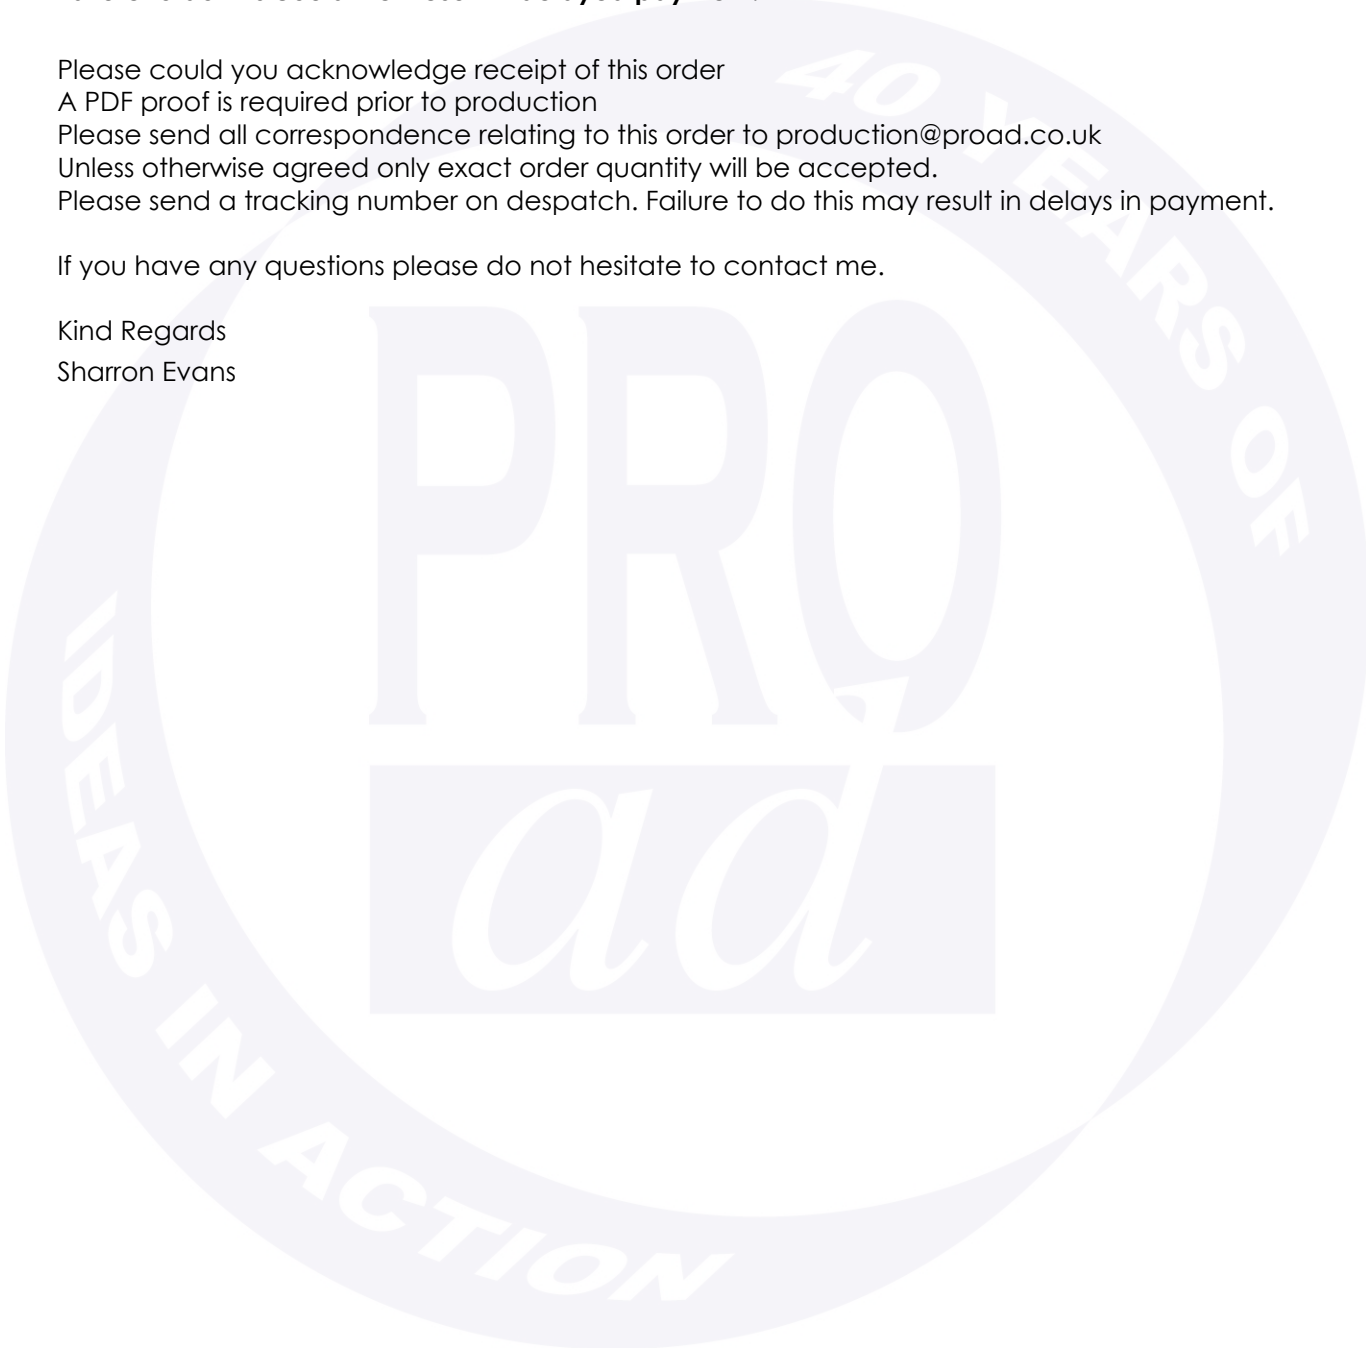 Please could you acknowledge receipt of this order
A PDF proof is required prior to production
Please send all correspondence relating to this order to production@proad.co.uk
Unless otherwise agreed only exact order quantity will be accepted.
Please send a tracking number on despatch. Failure to do this may result in delays in payment.
If you have any questions please do not hesitate to contact me.
Kind Regards
Sharron Evans
40 YEARS OF
PRO
ad
IDEAS IN ACTION